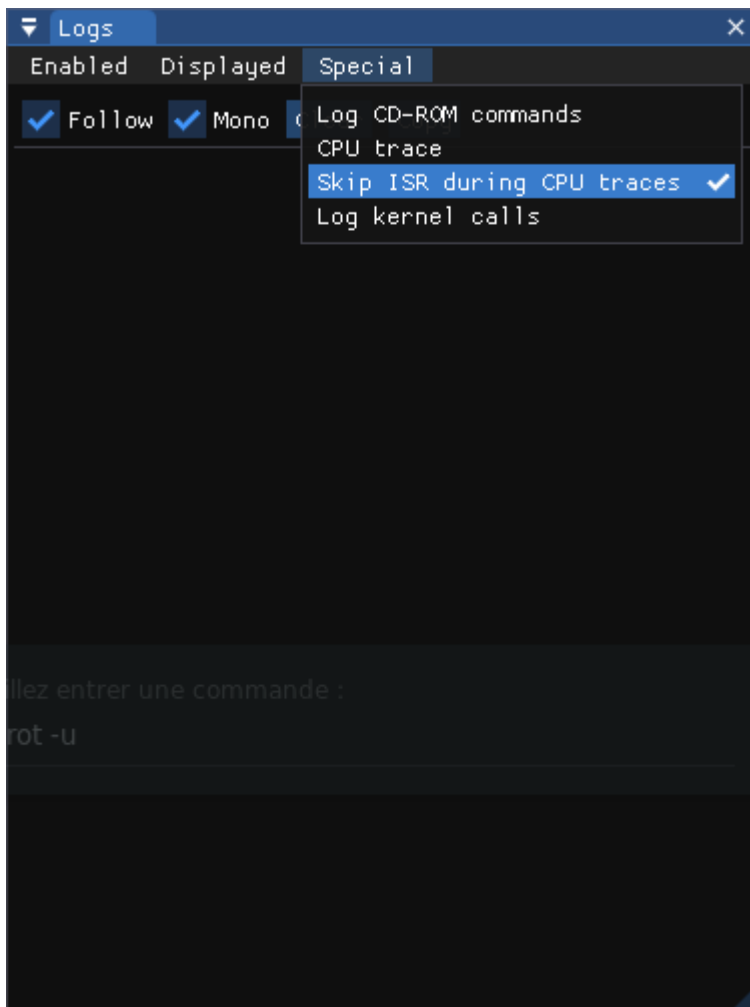 Logs
Enabled Displayed Special
Follow Mono
Log CD-ROM commands
CPU trace
Skip ISR during CPU traces
Log kernel calls
illez entrer une commande :
rot -u